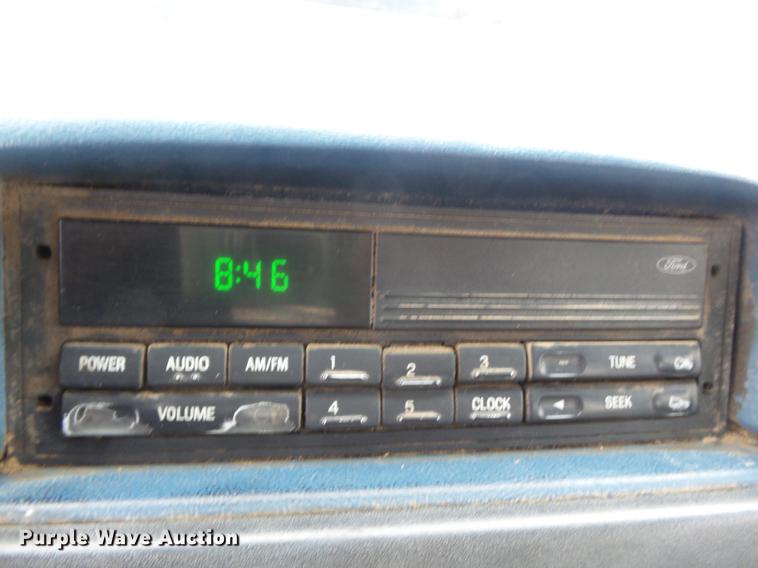 8:46
Ford
POWER AUDIO AM/FM 1 2 3 TUNE
VOLUME 4 5 CLOCK SEEK
Purple Wave Auction